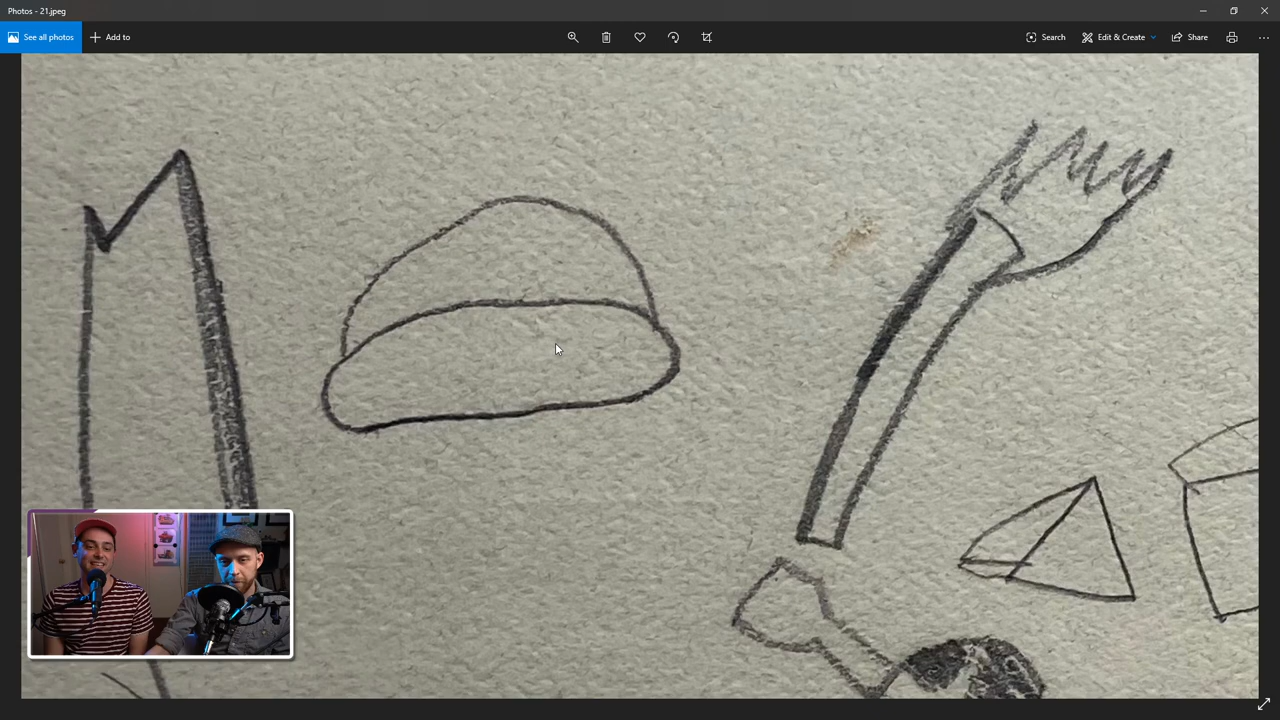 Photos - 21.jpeg
See all photos
Add to
Search
Edit & Create
Share